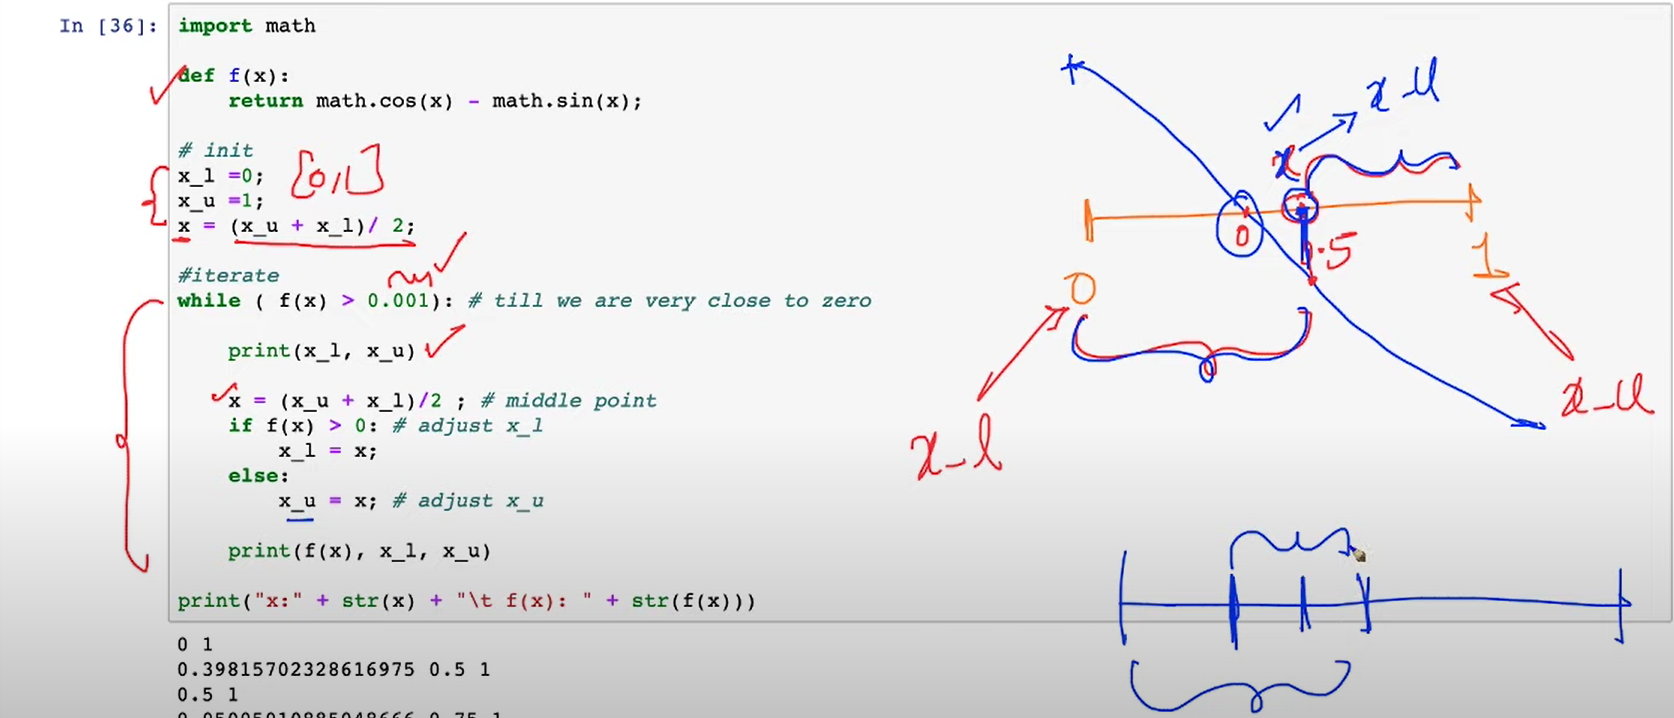 In [36]:
import math
def f(x):
return math.cos(x) - math.sin(x);
# init
x_l =0;
x_u =1;
x = (x_u + x_l)/ 2;
#iterate
while ( f(x) > 0.001): # till we are very close to zero
print(x_l, x_u)
x = (x_u + x_l)/2 ; # middle point
if f(x) > 0: # adjust x_l
x_l = x;
else:
x_u = x; # adjust x_u
print(f(x), x_l, x_u)
print("x:" + str(x) + "\t f(x): " + str(f(x)))
0 1
0.39815702328616975 0.5 1
0.5 1
[0,1]
x_u
x
0
.5
0
1
x_l
x_u